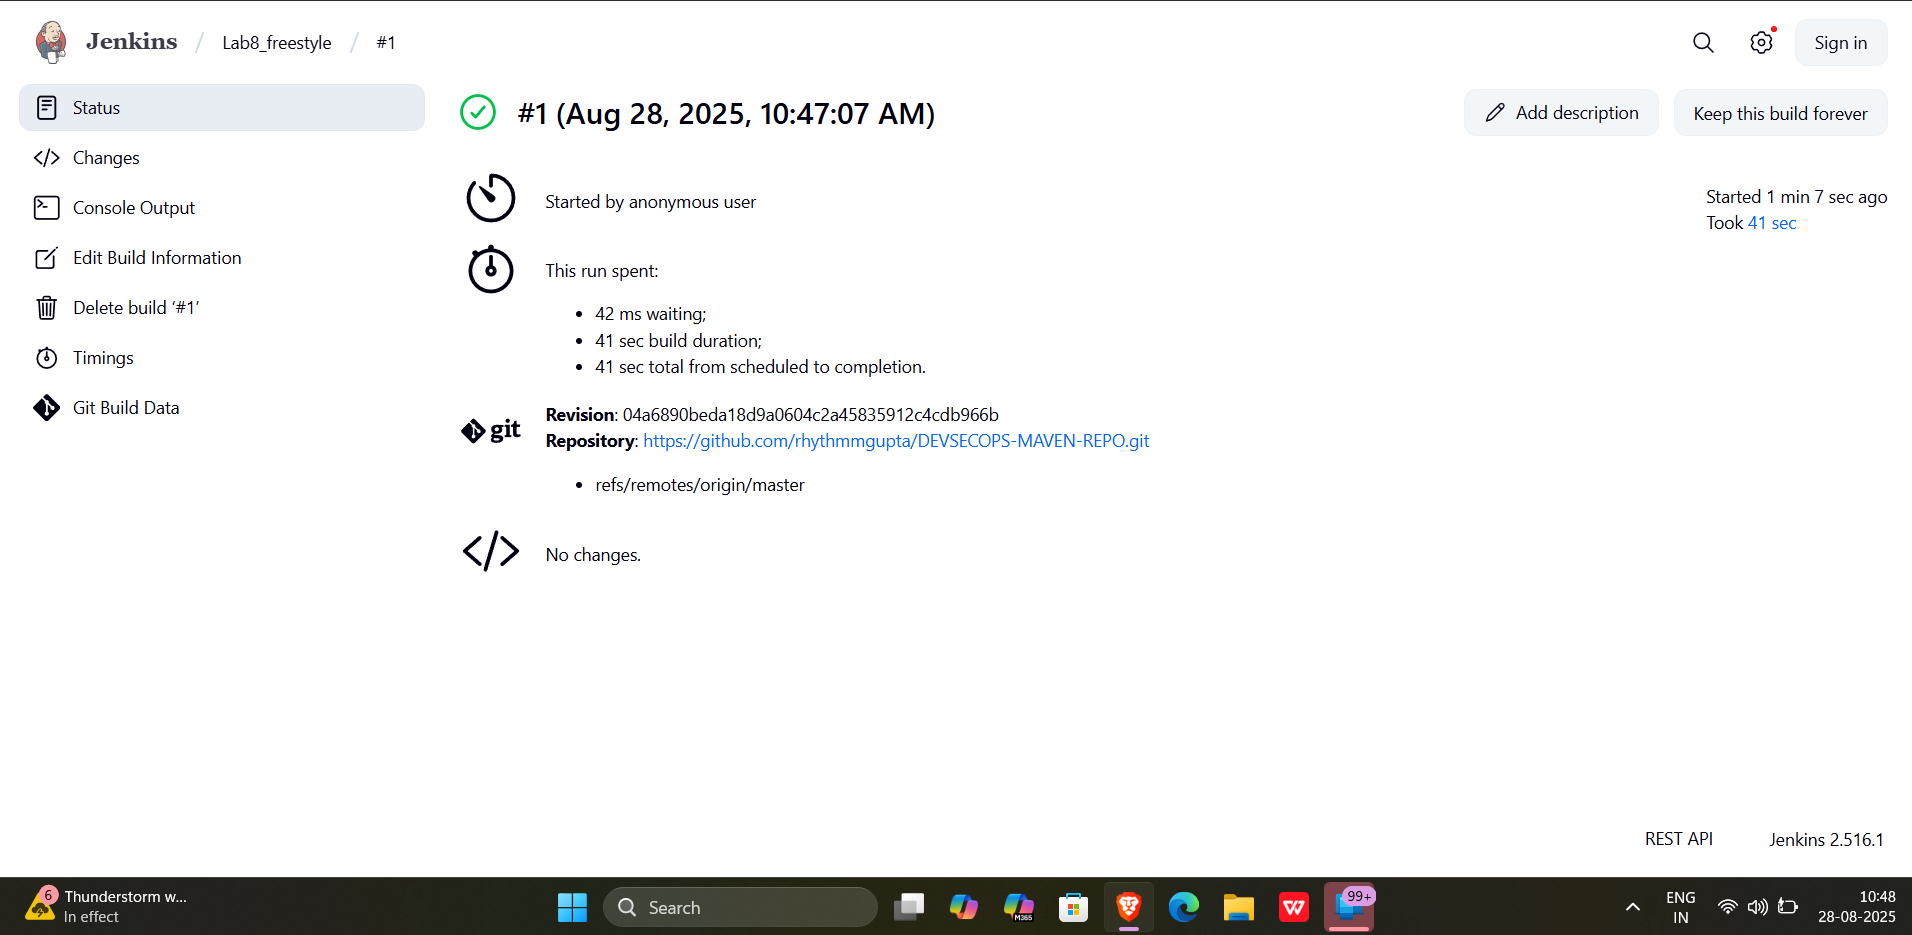 Jenkins / Lab8_freestyle / #1
Sign in
Status
Changes
Console Output
Edit Build Information
Delete build ‘#1’
Timings
Git Build Data
#1 (Aug 28, 2025, 10:47:07 AM)
Add description
Keep this build forever
Started by anonymous user
Started 1 min 7 sec ago
Took 41 sec
This run spent:
• 42 ms waiting;
• 41 sec build duration;
• 41 sec total from scheduled to completion.
git
Revision: 04a6890beda18d9a0604c2a45835912c4cdb966b
Repository: https://github.com/rhythmmgupta/DEVSECOPS-MAVEN-REPO.git
• refs/remotes/origin/master
No changes.
REST API
Jenkins 2.516.1
6
Thunderstorm w...
In effect
Search
M365
99+
ENG
IN
10:48
28-08-2025